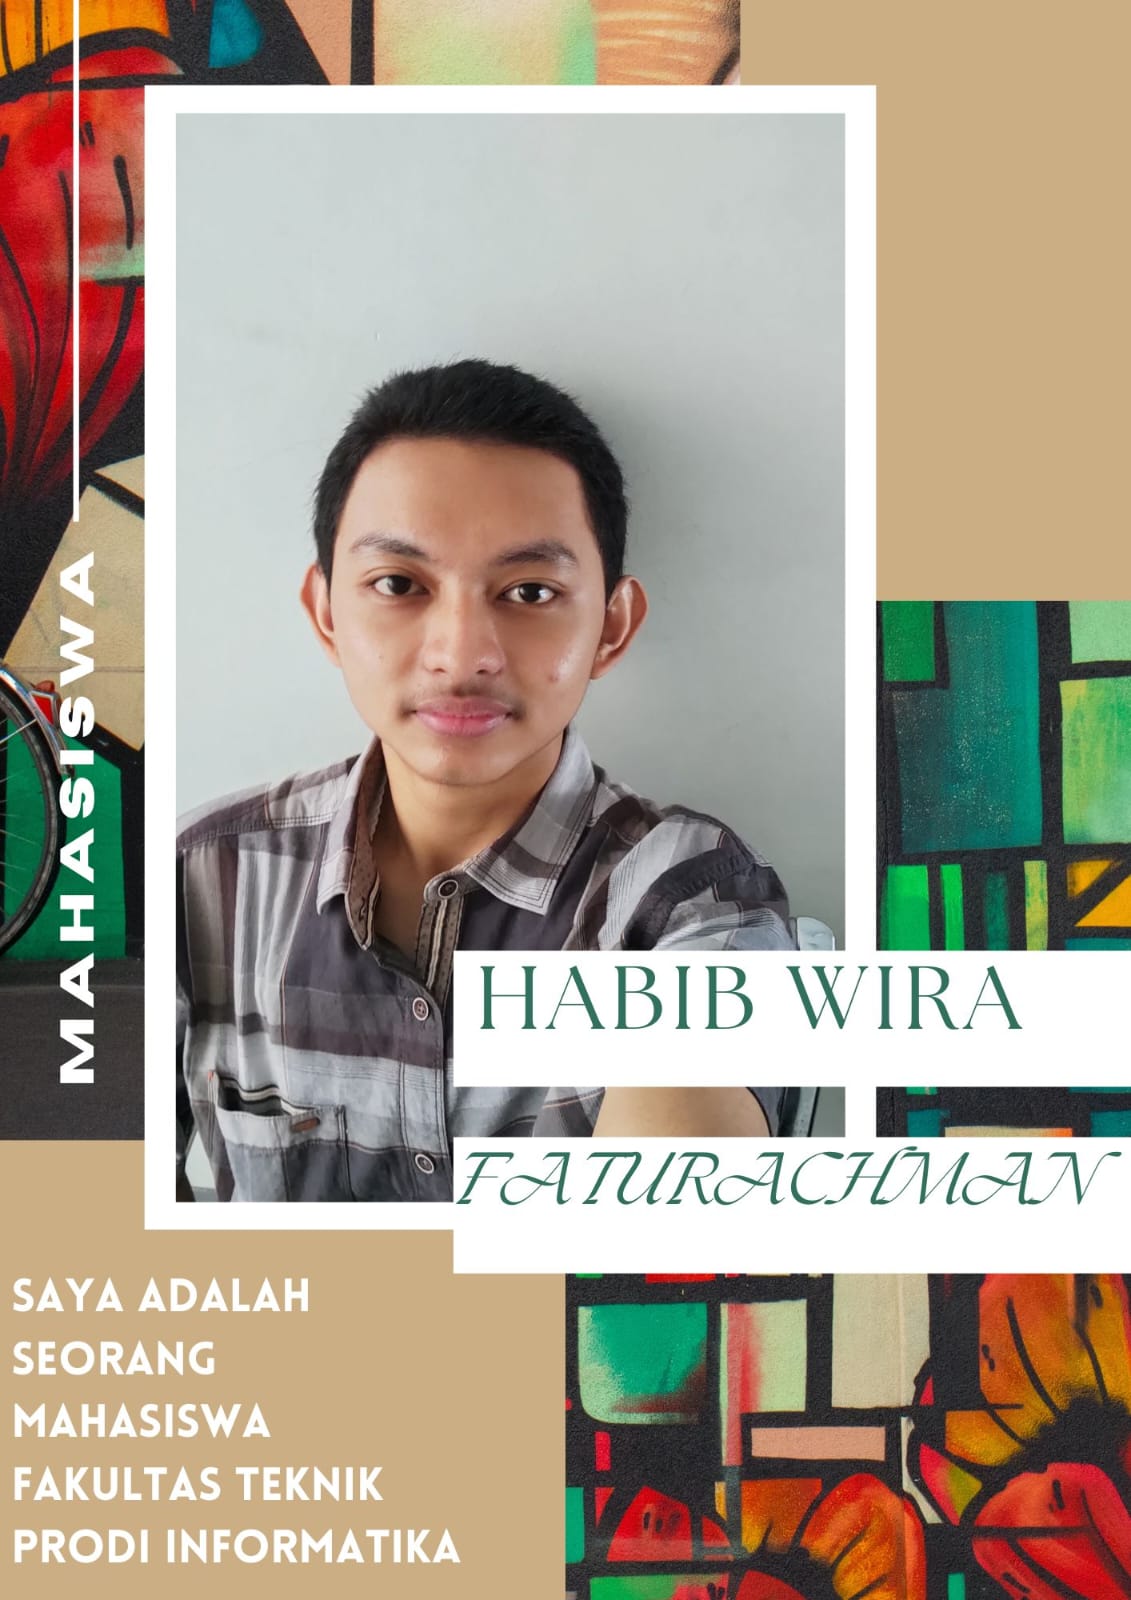 MAHASISWA
HABIB WIRA
FATURACHMAN
SAYA ADALAH
SEORANG
MAHASISWA
FAKULTAS TEKNIK
PRODI INFORMATIKA